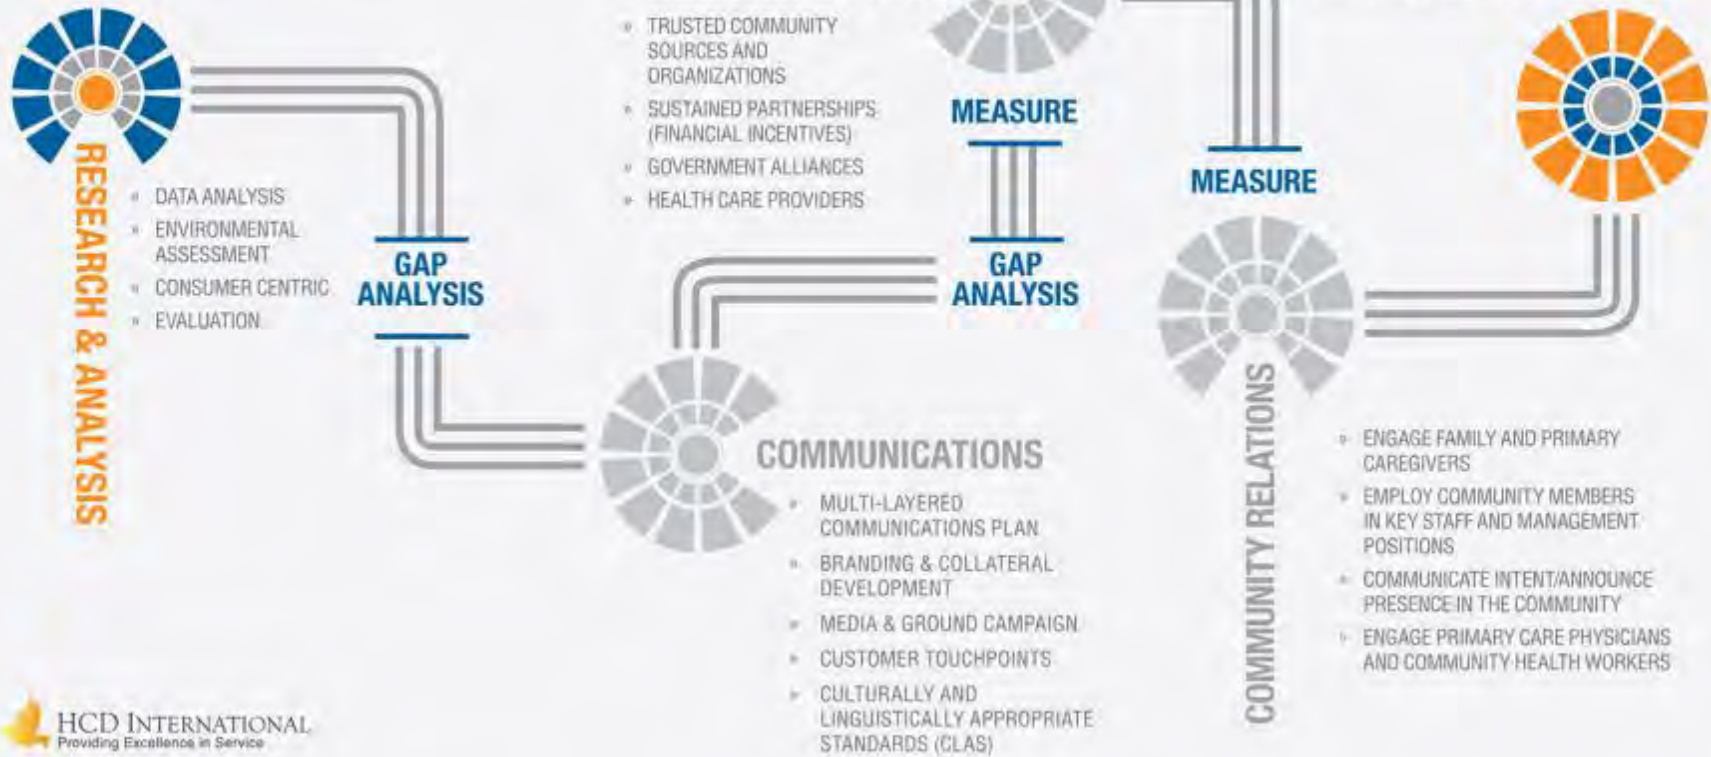 RESEARCH & ANALYSIS
» DATA ANALYSIS
» ENVIRONMENTAL
ASSESSMENT
» CONSUMER CENTRIC
» EVALUATION
GAP
ANALYSIS
» TRUSTED COMMUNITY
SOURCES AND
ORGANIZATIONS
» SUSTAINED PARTNERSHIPS
(FINANCIAL INCENTIVES)
» GOVERNMENT ALLIANCES
» HEALTH CARE PROVIDERS
MEASURE
GAP
ANALYSIS
COMMUNICATIONS
» MULTI-LAYERED
COMMUNICATIONS PLAN
» BRANDING & COLLATERAL
DEVELOPMENT
» MEDIA & GROUND CAMPAIGN
» CUSTOMER TOUCHPOINTS
» CULTURALLY AND
LINGUISTICALLY APPROPRIATE
STANDARDS (CLAS)
MEASURE
COMMUNITY RELATIONS
» ENGAGE FAMILY AND PRIMARY
CAREGIVERS
» EMPLOY COMMUNITY MEMBERS
IN KEY STAFF AND MANAGEMENT
POSITIONS
» COMMUNICATE INTENT/ANNOUNCE
PRESENCE IN THE COMMUNITY
» ENGAGE PRIMARY CARE PHYSICIANS
AND COMMUNITY HEALTH WORKERS
HCD INTERNATIONAL
Providing Excellence in Service